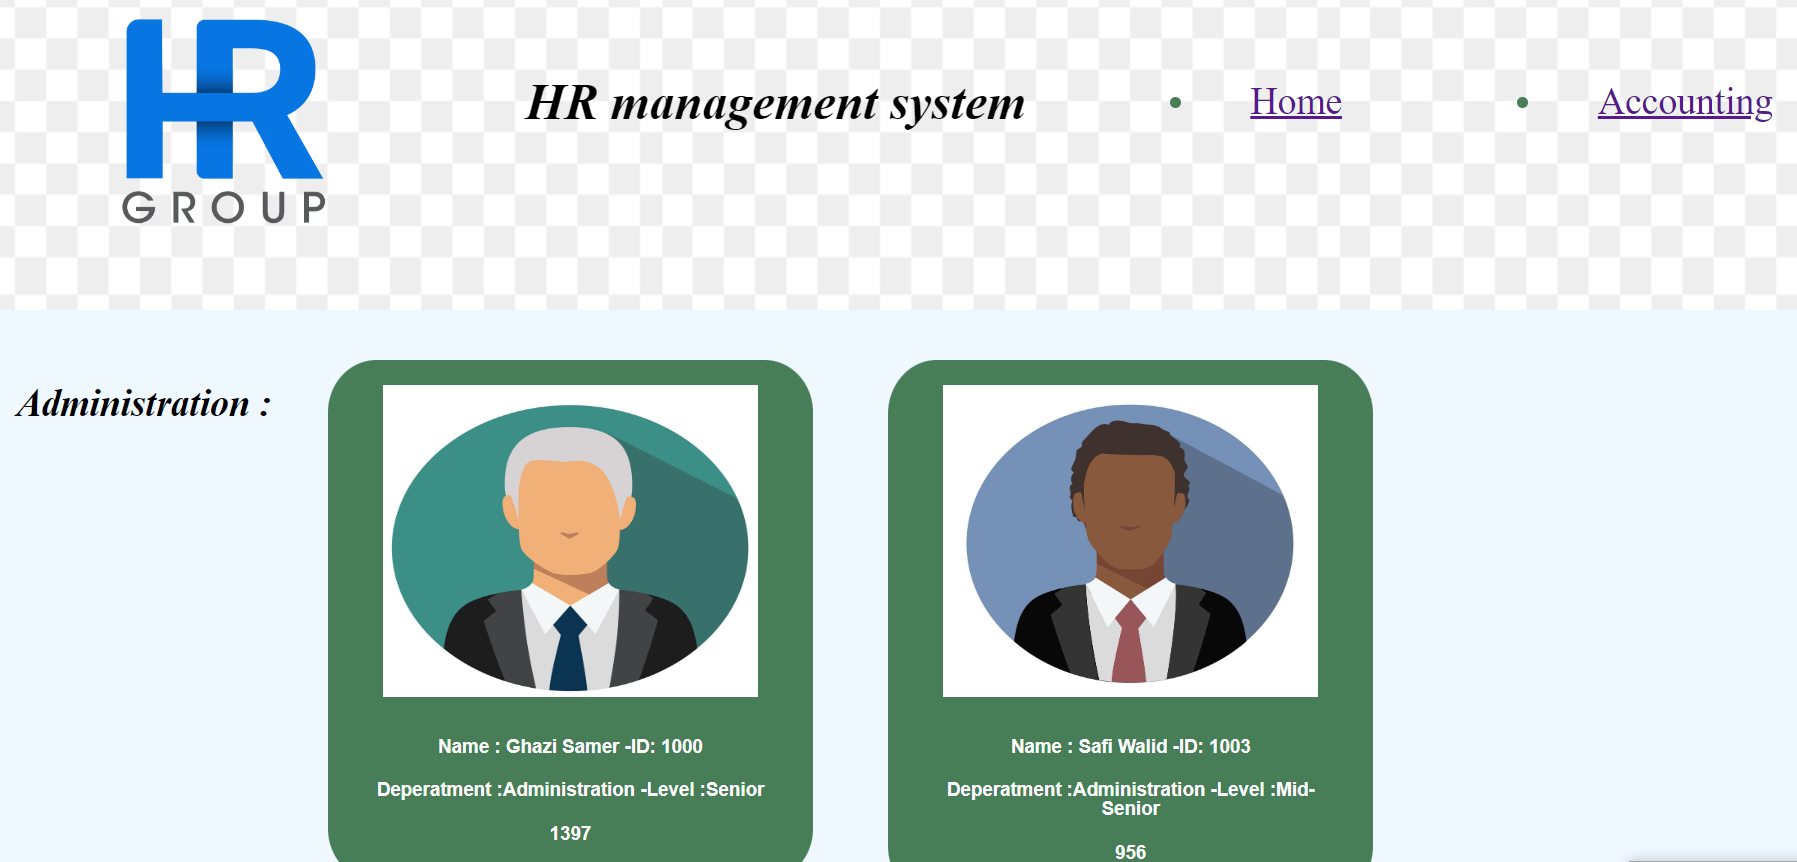 HR
GROUP
HR management system
Home
Accounting
Administration :
Name : Ghazi Samer -ID: 1000
Deperatment :Administration -Level :Senior
1397
Name : Safi Walid -ID: 1003
Deperatment :Administration -Level :Mid-
Senior
956